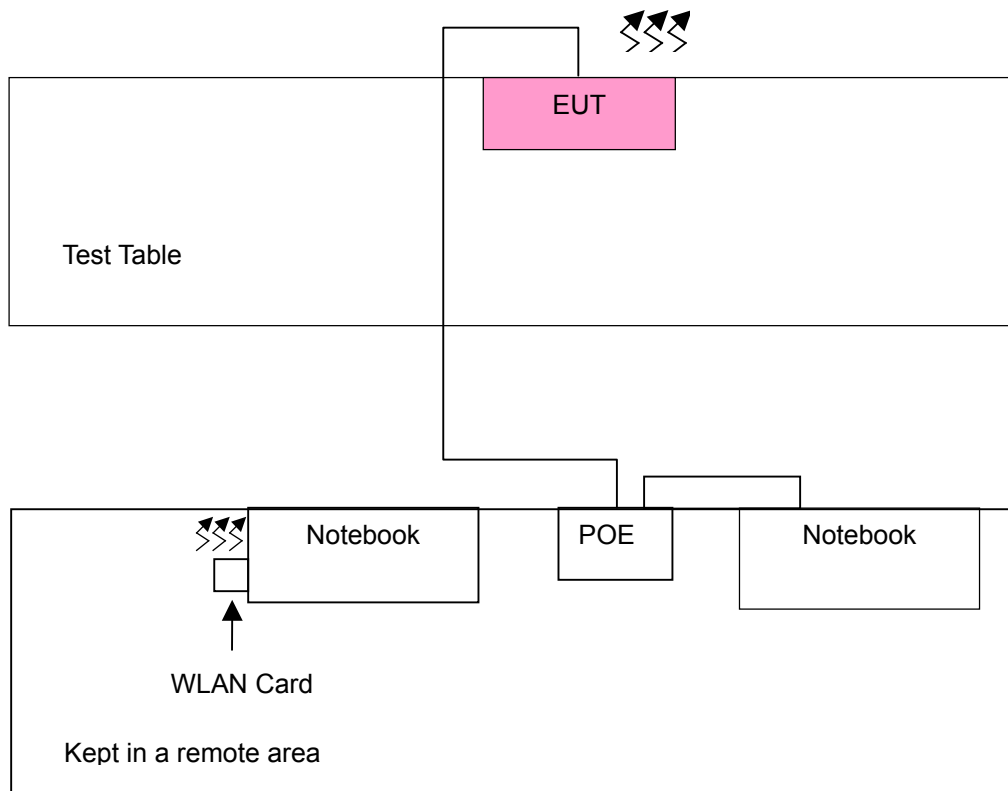 EUT
Test Table
Notebook
POE
Notebook
WLAN Card
Kept in a remote area